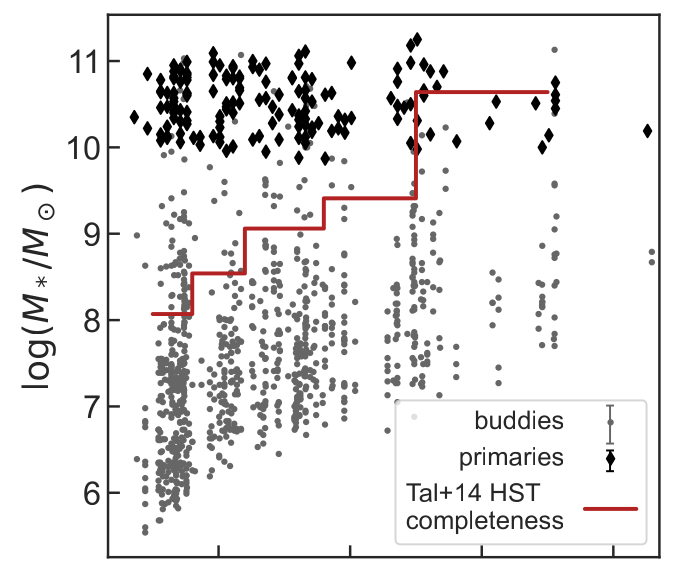 log(M∗/M⊙)
11
10
9
8
7
6
buddies
primaries
Tal+14 HST
completeness